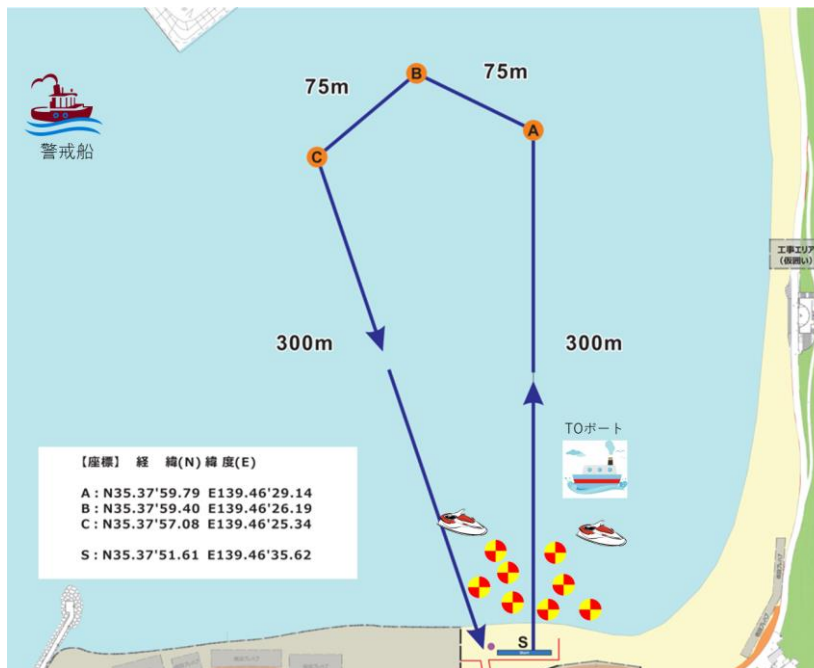 B
75m
75m
A
C
警戒船
工事エリア
(仮囲い)
300m
300m
TOボート
【座標】 経 緯(N) 緯 度(E)
A : N35.37'59.79 E139.46'29.14
B : N35.37'59.40 E139.46'26.19
C : N35.37'57.08 E139.46'25.34
S : N35.37'51.61 E139.46'35.62
S